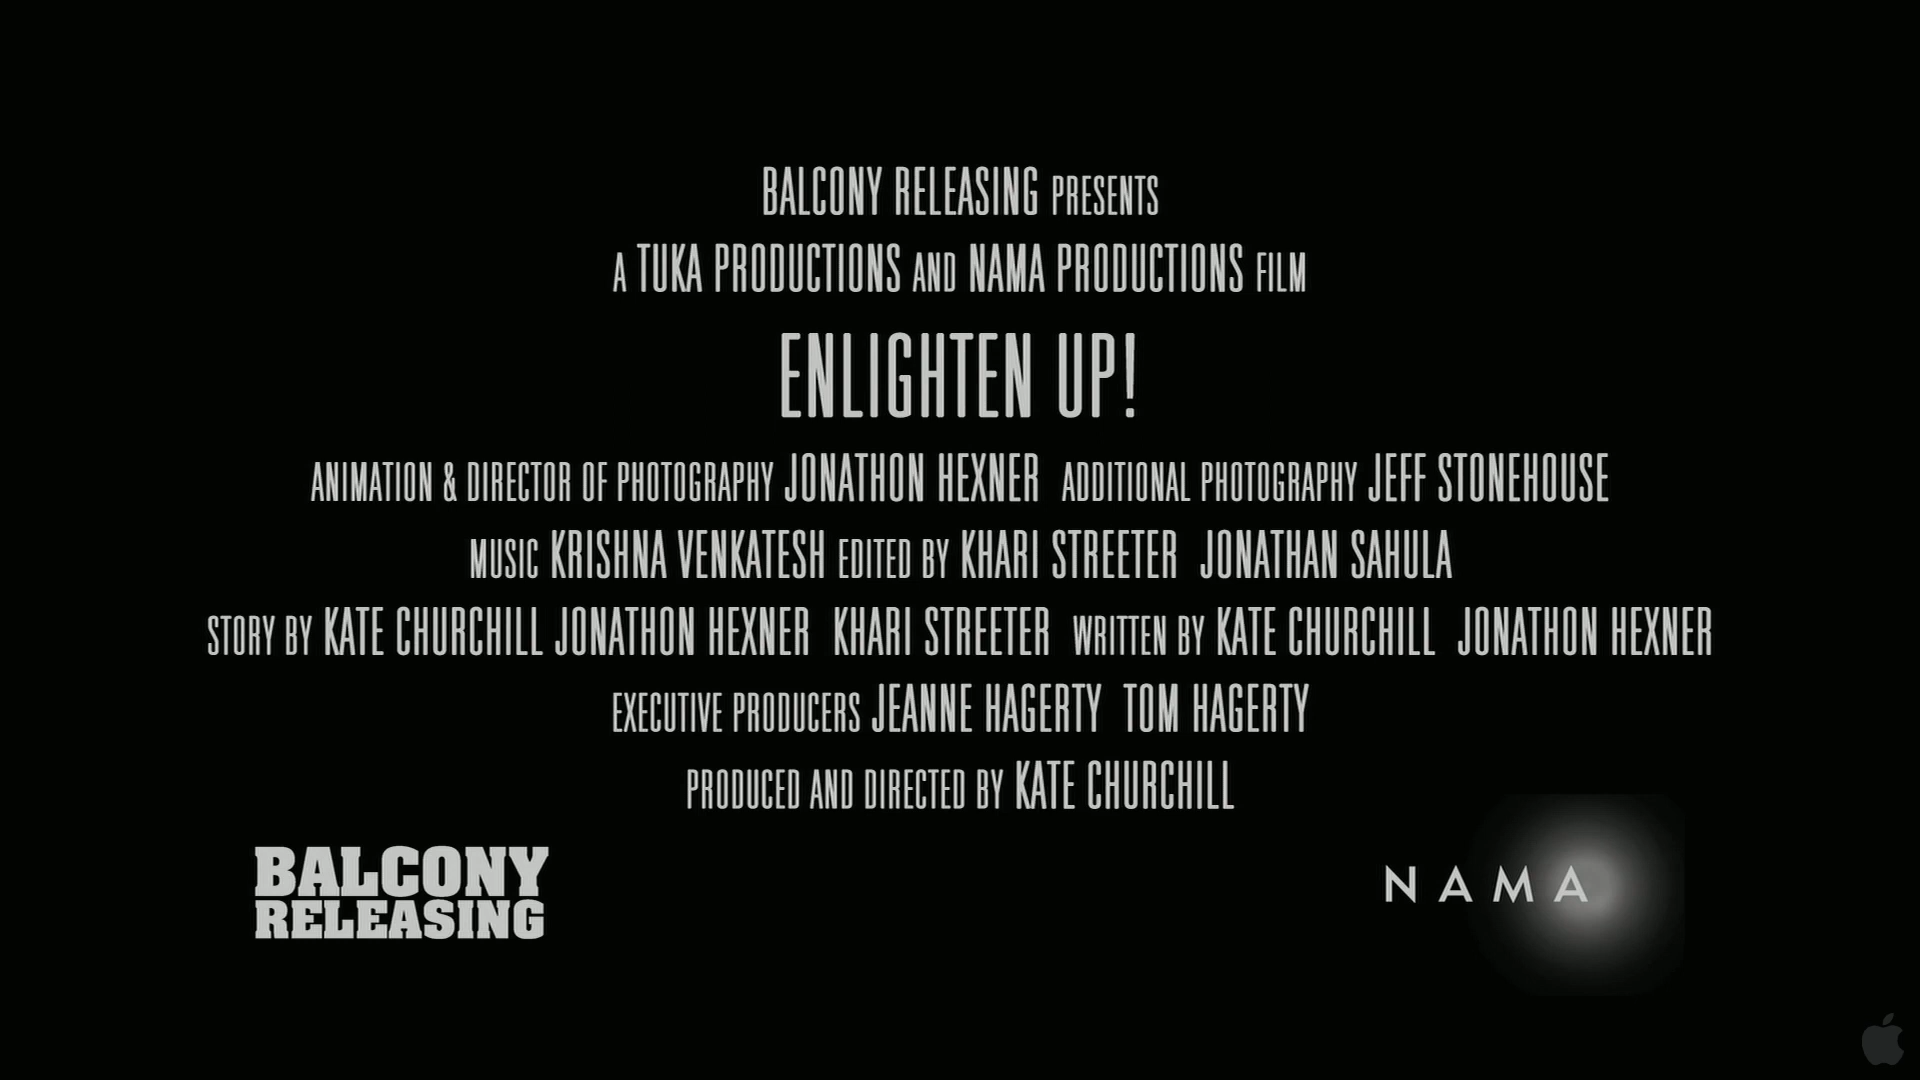 BALCONY RELEASING PRESENTS
A TUKA PRODUCTIONS AND NAMA PRODUCTIONS FILM
ENLIGHTEN UP!
ANIMATION & DIRECTOR OF PHOTOGRAPHY JONATHON HEXNER ADDITIONAL PHOTOGRAPHY JEFF STONEHOUSE
MUSIC KRISHNA VENKATESH EDITED BY KHARI STREETER JONATHAN SAHULA
STORY BY KATE CHURCHILL JONATHON HEXNER KHARI STREETER WRITTEN BY KATE CHURCHILL JONATHON HEXNER
EXECUTIVE PRODUCERS JEANNE HAGERTY TOM HAGERTY
PRODUCED AND DIRECTED BY KATE CHURCHILL
BALCONY
RELEASING
NAMA